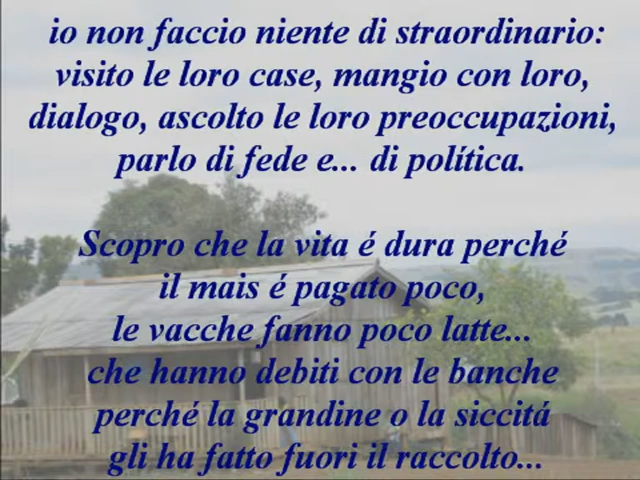 io non faccio niente di straordinario:
visito le loro case, mangio con loro,
dialogo, ascolto le loro preoccupazioni,
parlo di fede e... di política.
Scopro che la vita é dura perché
il mais é pagato poco,
le vacche fanno poco latte...
che hanno debiti con le banche
perché la grandine o la siccitá
gli ha fatto fuori il raccolto...